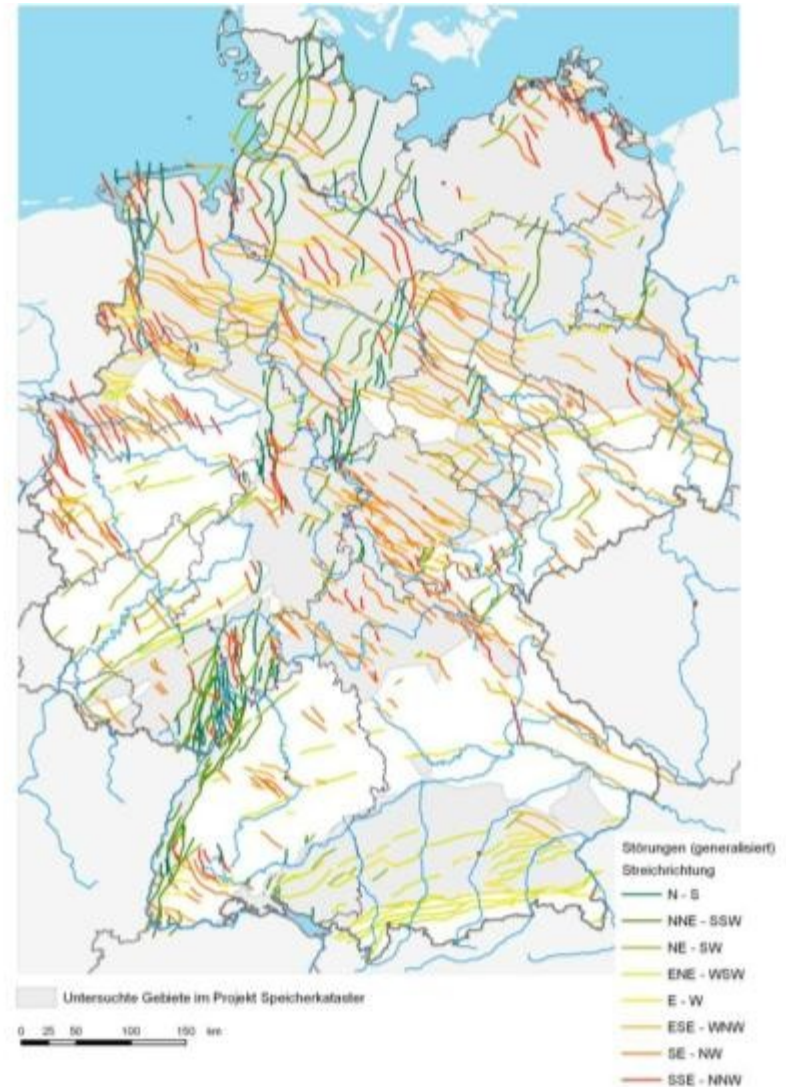 Störungen (generalisiert)
Streichrichtung
N - S
NNE - SSW
NE - SW
ENE - WSW
E - W
ESE - WNW
SE - NW
SSE - NNW
Untersuchte Gebiete im Projekt Speicherkataster
0 25 50 100 150 km